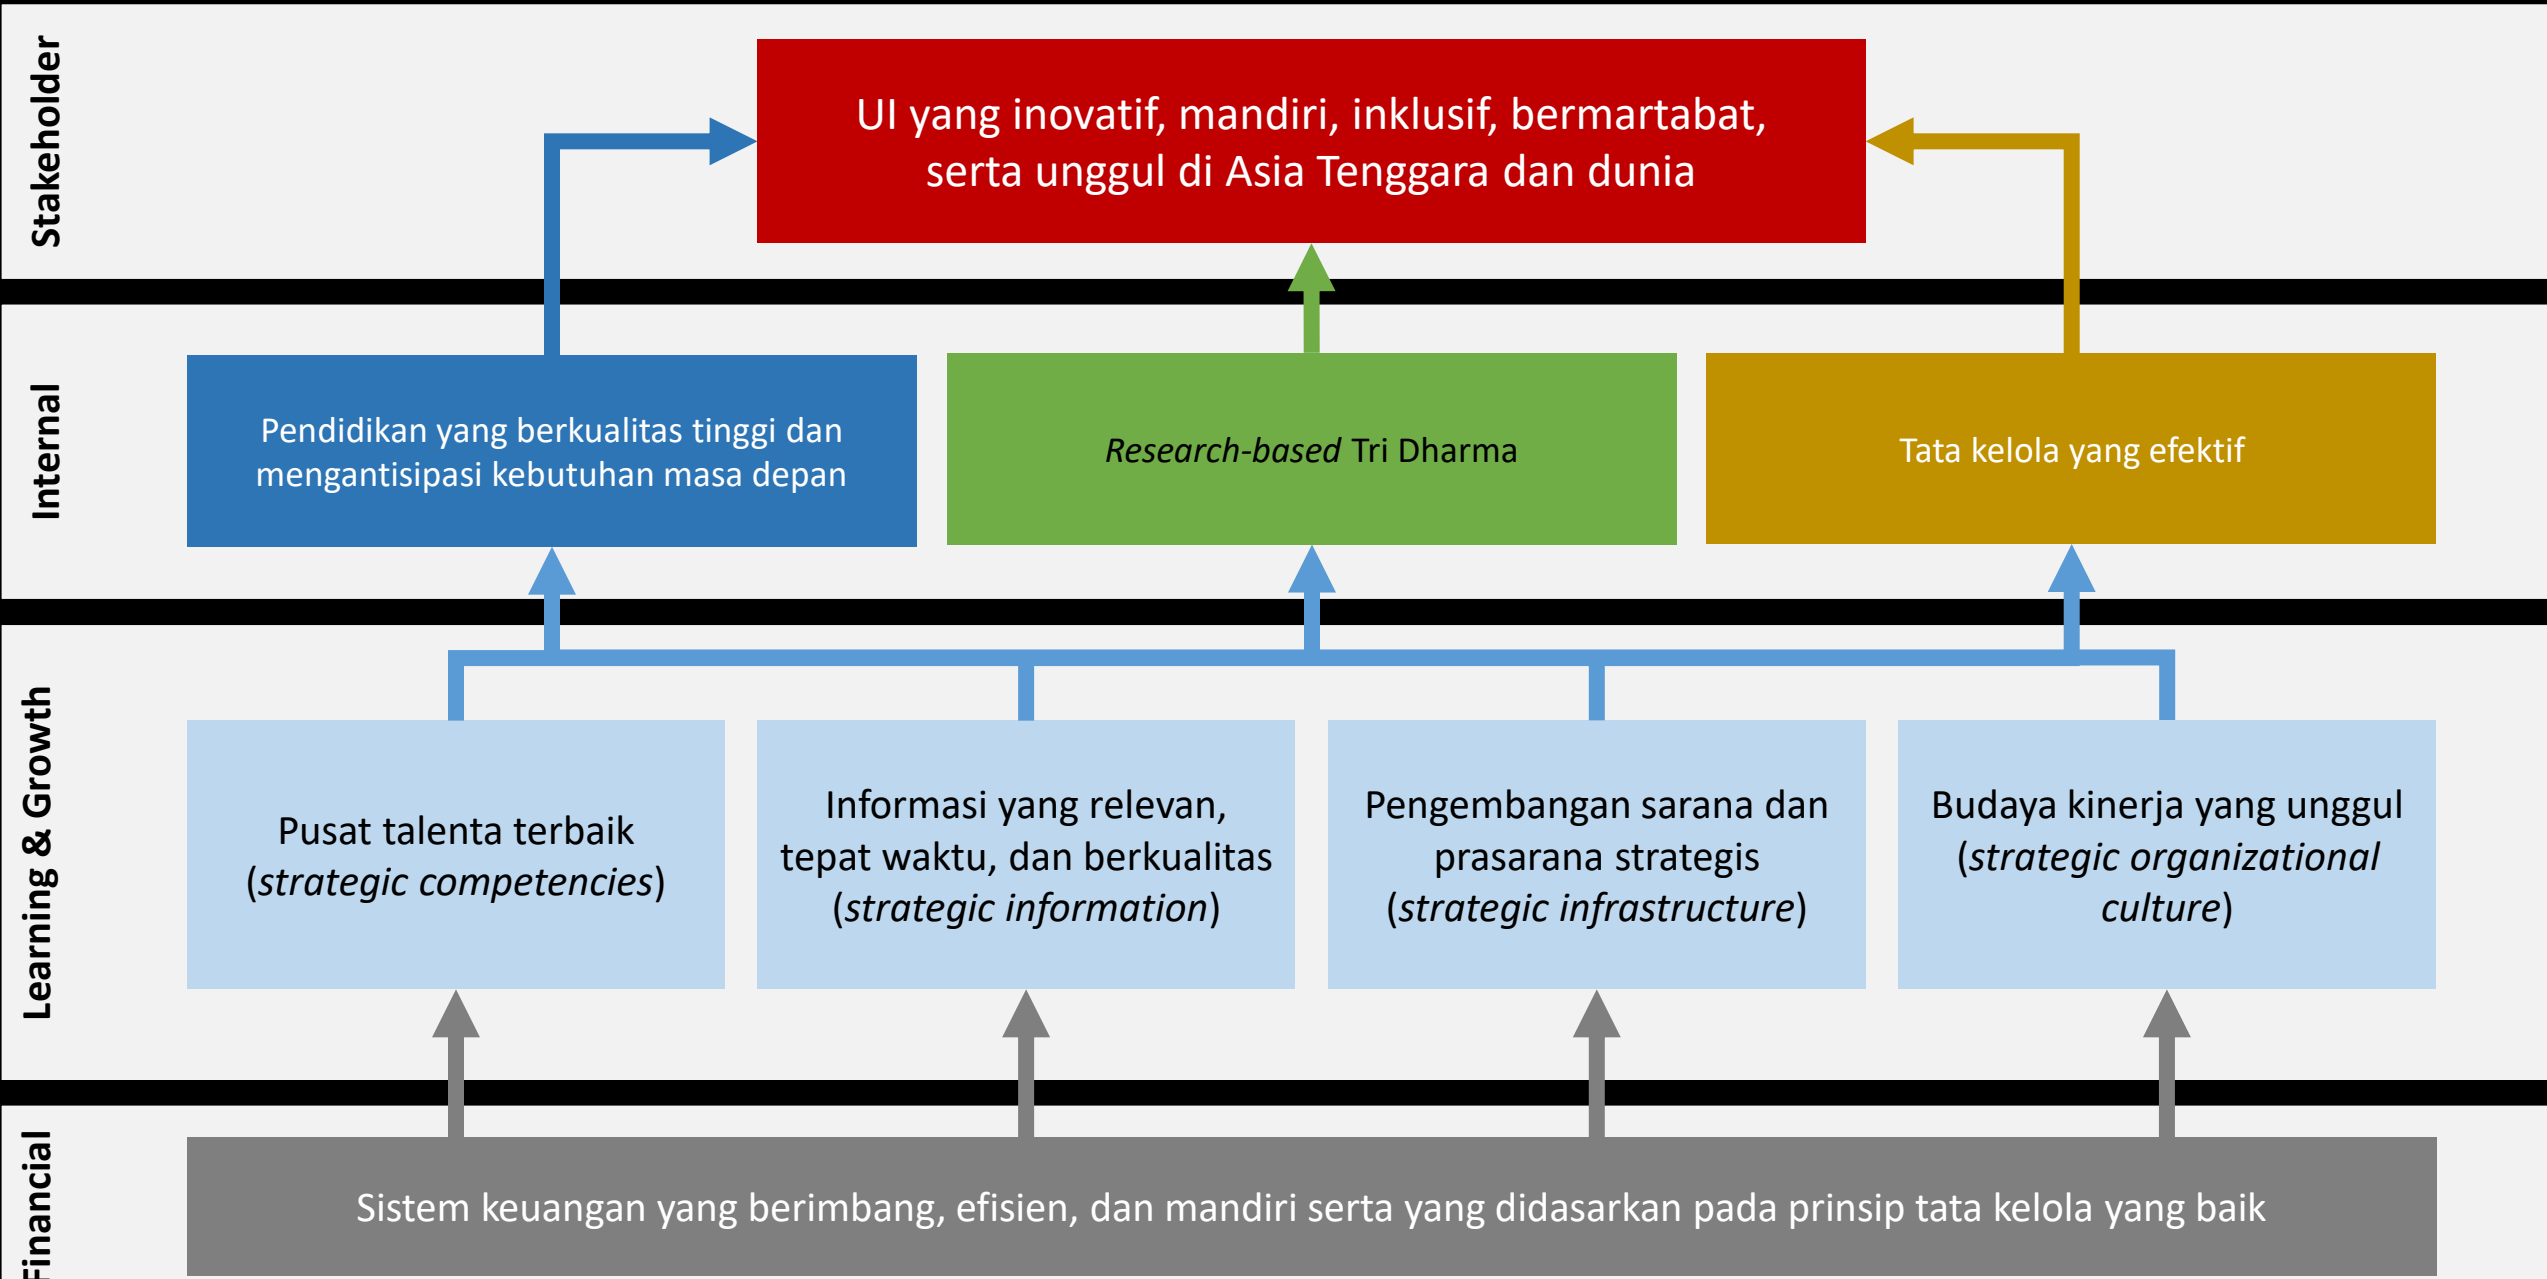 Stakeholder
UI yang inovatif, mandiri, inklusif, bermartabat,
serta unggul di Asia Tenggara dan dunia
Internal
Pendidikan yang berkualitas tinggi dan
mengantisipasi kebutuhan masa depan
Research-based Tri Dharma
Tata kelola yang efektif
Learning & Growth
Pusat talenta terbaik
(strategic competencies)
Informasi yang relevan,
tepat waktu, dan berkualitas
(strategic information)
Pengembangan sarana dan
prasarana strategis
(strategic infrastructure)
Budaya kinerja yang unggul
(strategic organizational
culture)
Financial
Sistem keuangan yang berimbang, efisien, dan mandiri serta yang didasarkan pada prinsip tata kelola yang baik